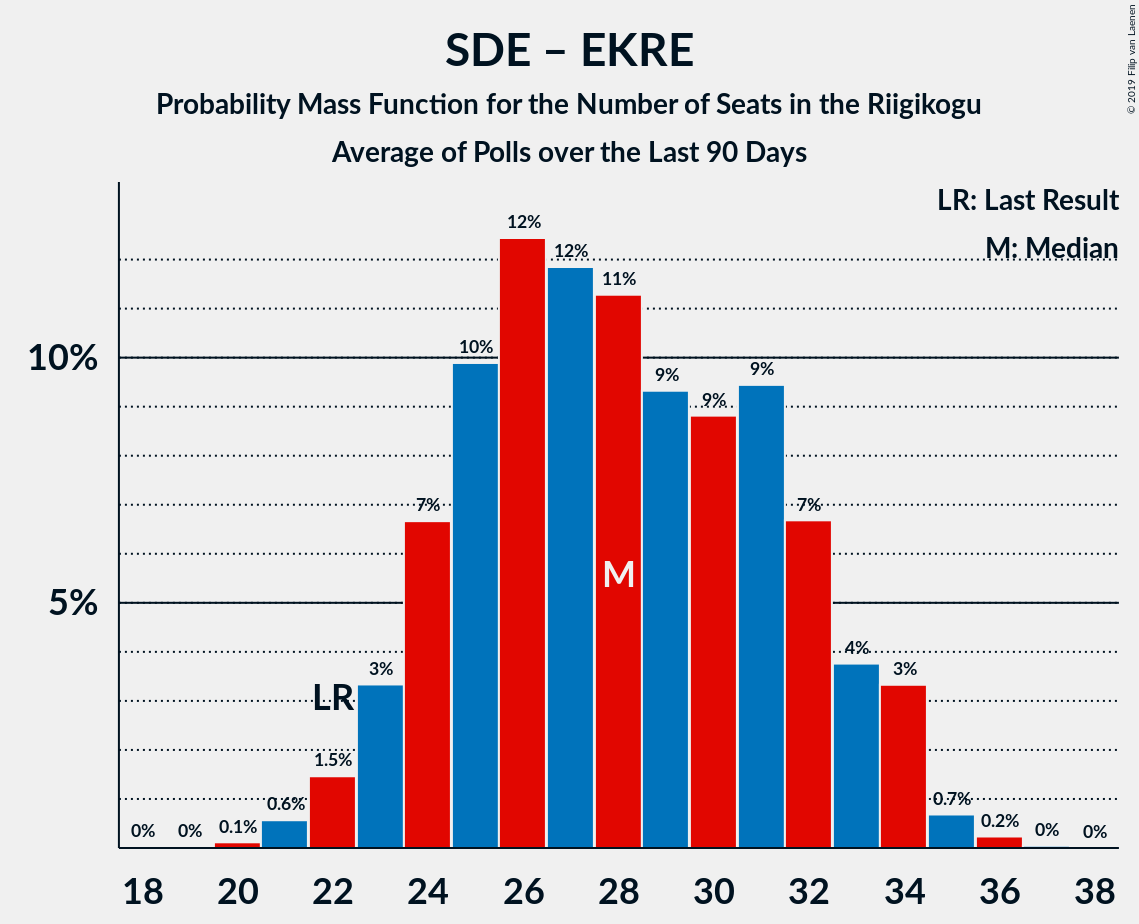 SDE – EKRE
Probability Mass Function for the Number of Seats in the Riigikogu
Average of Polls over the Last 90 Days
© 2019 Filip van Laenen
LR: Last Result
M: Median
10%
5%
0%
0%
0.1%
0.6%
1.5%
3%
7%
10%
12%
12%
11%
9%
9%
9%
7%
4%
3%
0.7%
0.2%
0%
0%
LR
M
18 20 22 24 26 28 30 32 34 36 38